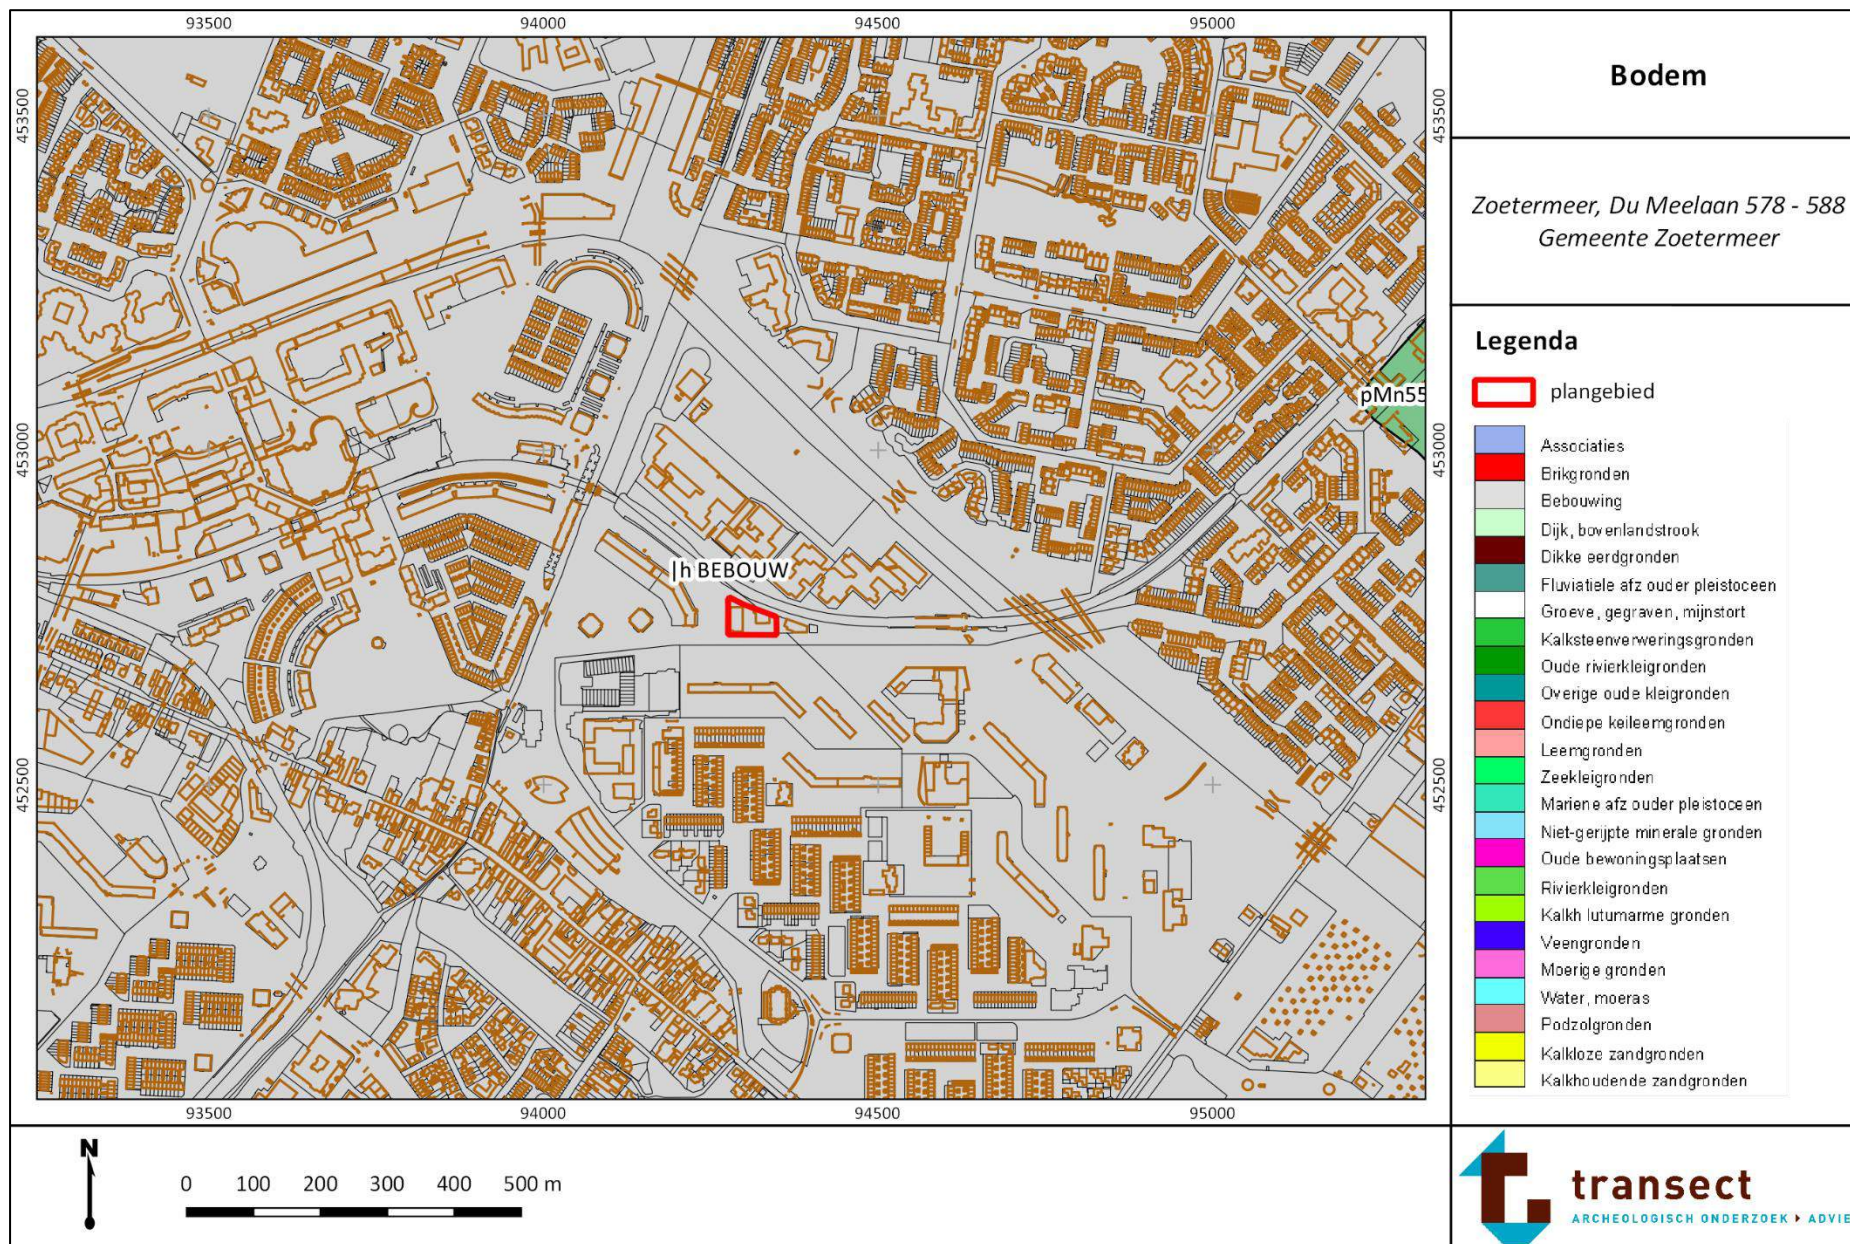 93500 94000 94500 95000
453500 453500
453000 453000
452500 452500
pMn55
|h BEBOUW
93500 94000 94500 95000
Bodem
Zoetermeer, Du Meelaan 578 - 588
Gemeente Zoetermeer
Legenda
plangebied
Associaties
Brikgronden
Bebouwing
Dijk, bovenlandstrook
Dikke eerdgronden
Fluviatiele afz ouder pleistoceen
Groeve, gegraven, mijnstort
Kalksteenverweringsgronden
Oude rivierkleigronden
Overige oude kleigronden
Ondiepe keileemgronden
Leemgronden
Zeekleigronden
Mariene afz ouder pleistoceen
Niet-gerijpte minerale gronden
Oude bewoningsplaatsen
Rivierkleigronden
Kalkh lutumarme gronden
Veengronden
Moerige gronden
Water, moeras
Podzolgronden
Kalkloze zandgronden
Kalkhoudende zandgronden
N
0 100 200 300 400 500 m
transect
ARCHEOLOGISCH ONDERZOEK ADVIE